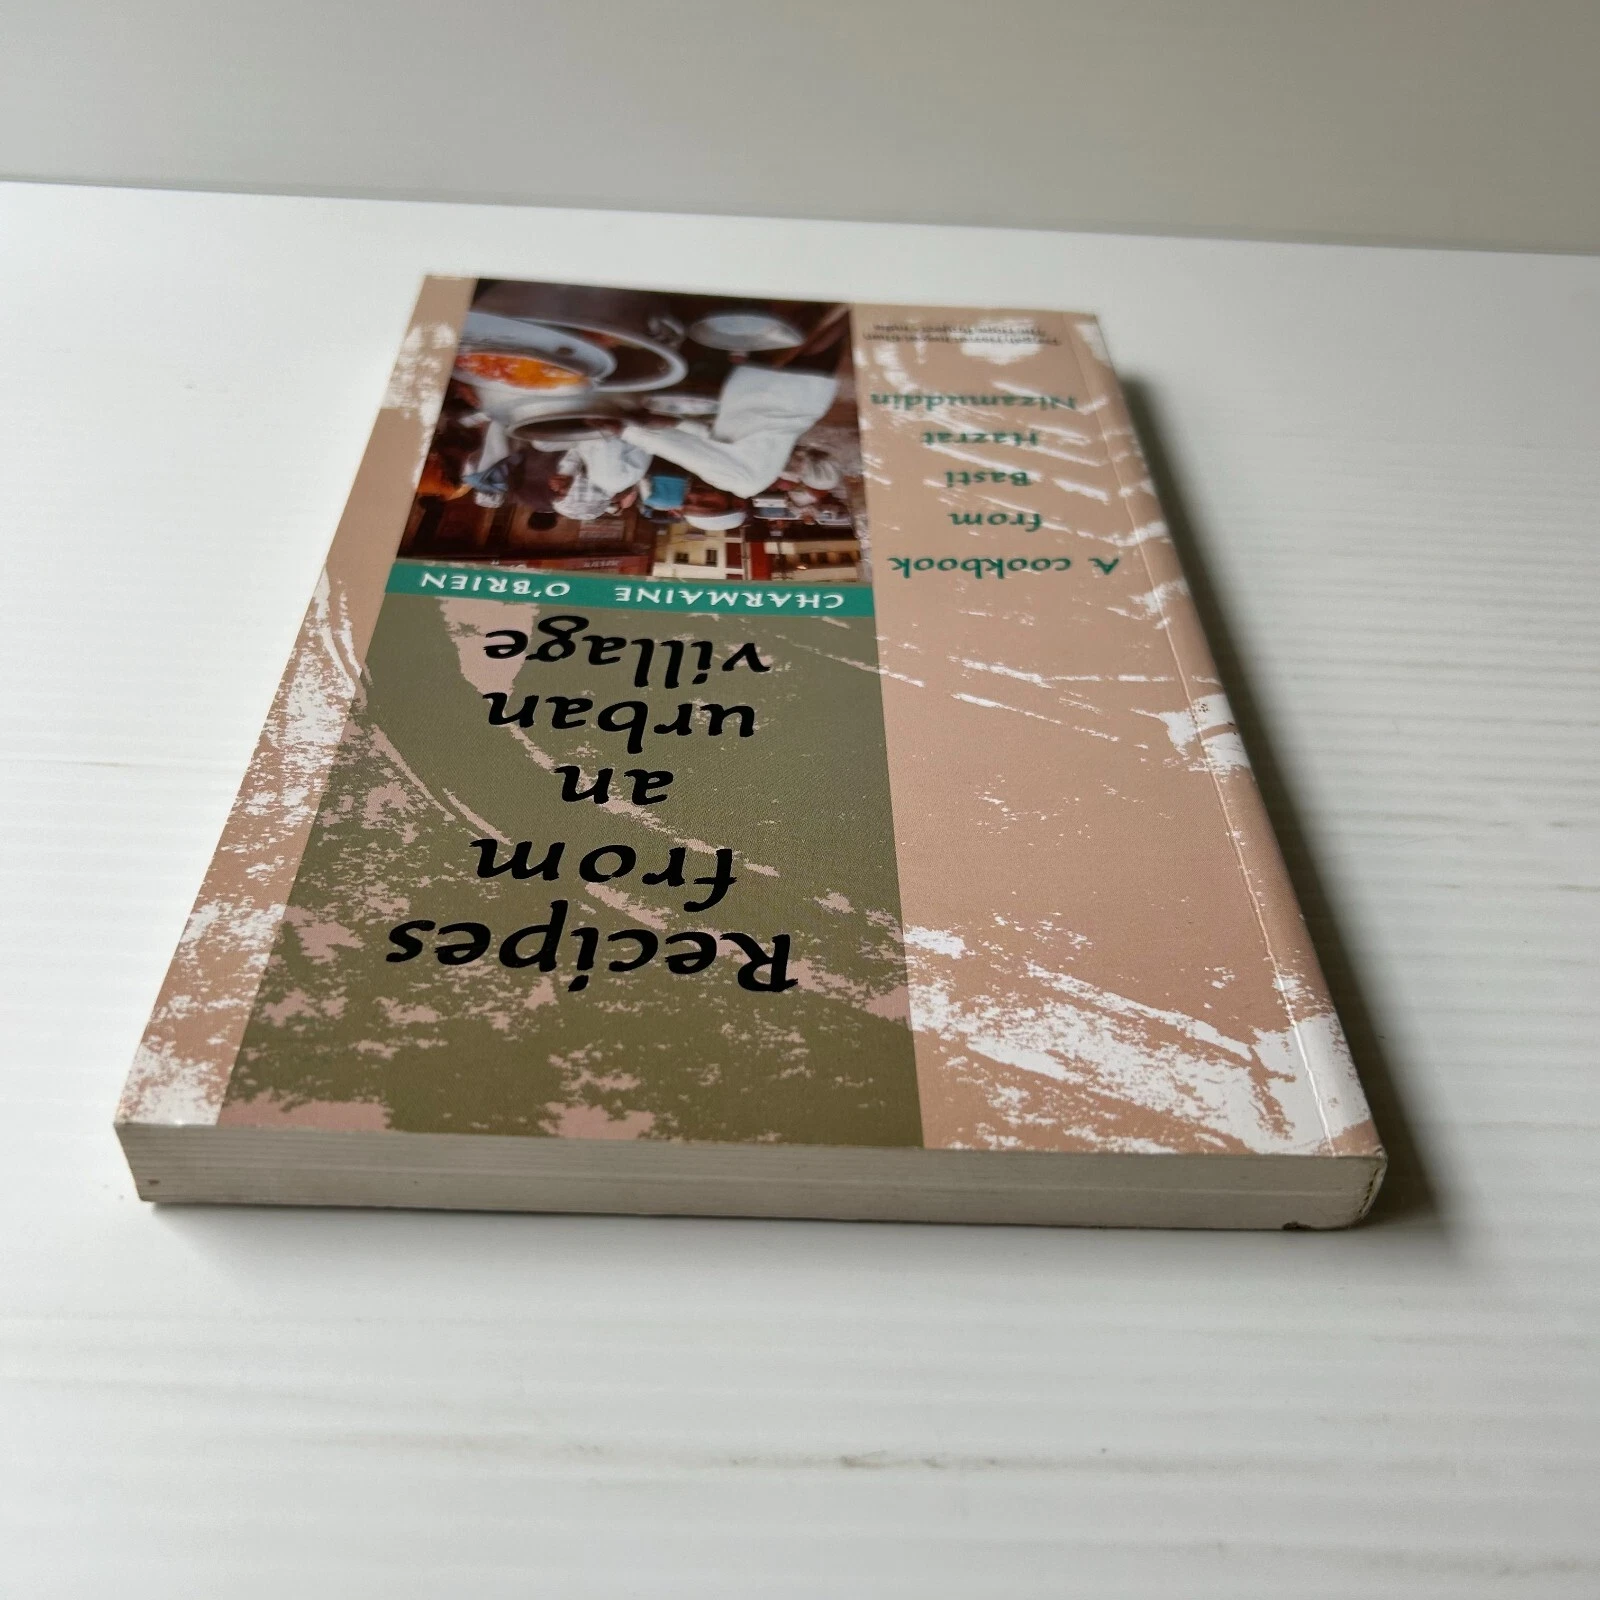 Recipes
from
an
urban
village
CHARMAINE O'BRIEN
A cookbook
from
Basti
Hazrat
Nizamuddin